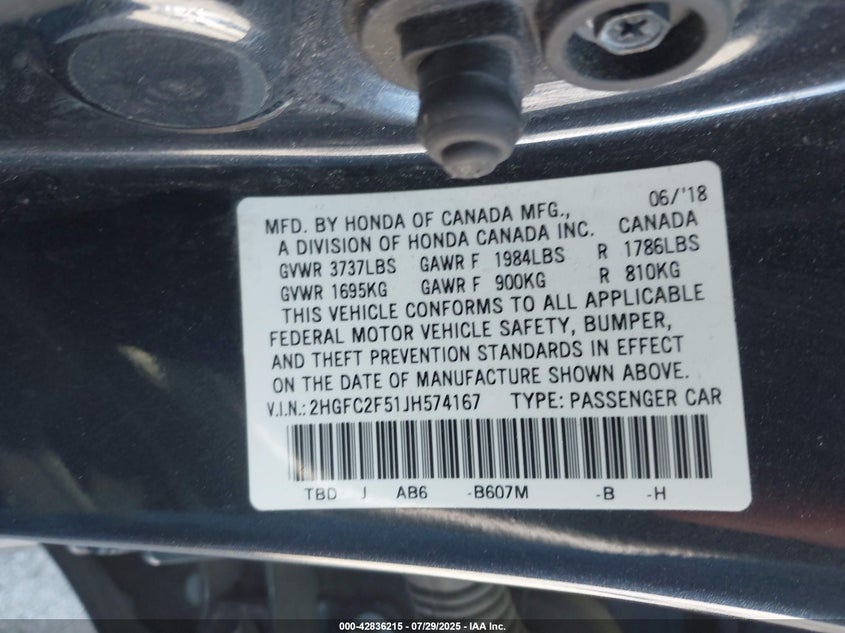 MFD. BY HONDA OF CANADA MFG., 06/'18
A DIVISION OF HONDA CANADA INC. CANADA
GVWR 3737LBS GAWR F 1984LBS R 1786LBS
GVWR 1695KG GAWR F 900KG R 810KG
THIS VEHICLE CONFORMS TO ALL APPLICABLE
FEDERAL MOTOR VEHICLE SAFETY, BUMPER,
AND THEFT PREVENTION STANDARDS IN EFFECT
ON THE DATE OF MANUFACTURE SHOWN ABOVE.
V.I.N.: 2HGFC2F51JH574167 TYPE: PASSENGER CAR
TBD J AB6 -B607M -B -H
000-42836215 - 07/29/2025 - IAA Inc.